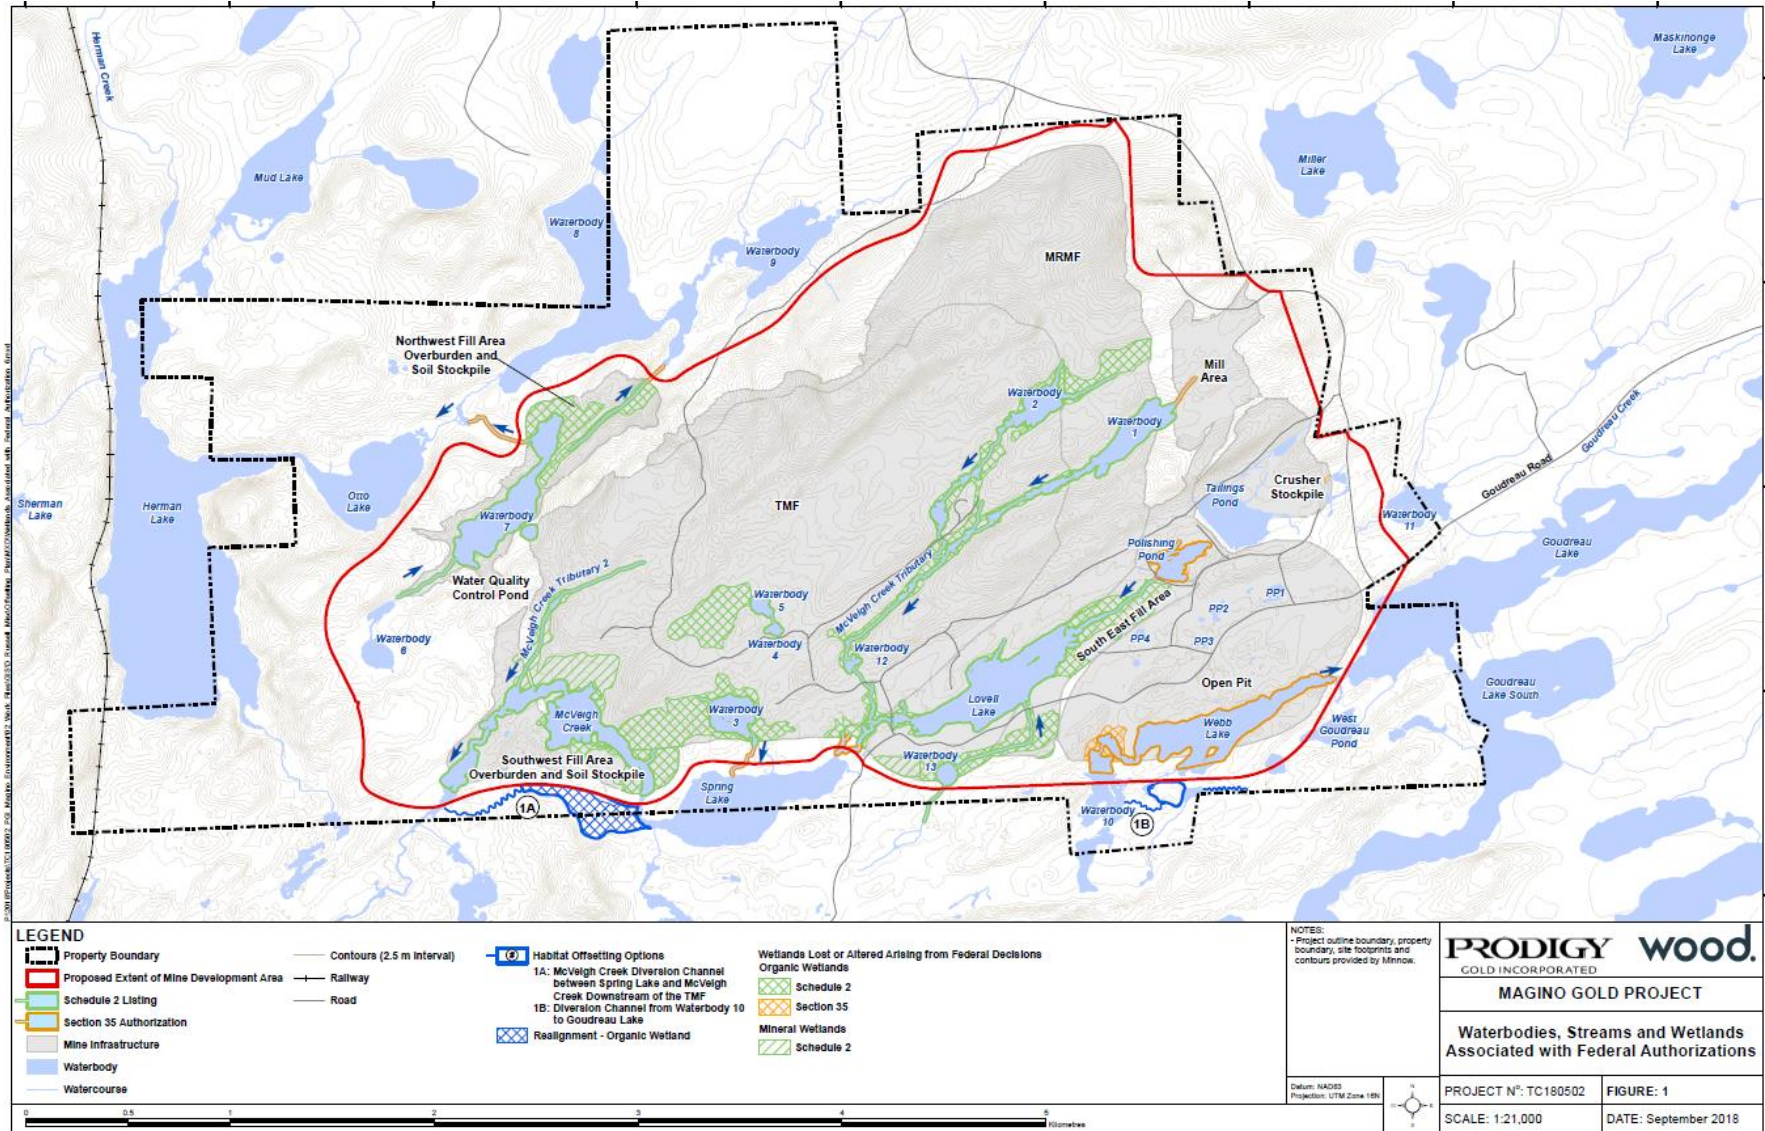 Herman Creek
Maskinonge
Lake
Mud Lake
Miller
Lake
Waterbody
8
Waterbody
9
MRMF
Northwest Fill Area
Overburden and
Soil Stockpile
Mill
Area
Waterbody
2
Waterbody
1
Goudreau Creek
Goudreau Road
Sherman
Lake
Herman
Lake
Otto
Lake
Waterbody
7
TMF
Tailings
Pond
Crusher
Stockpile
Waterbody
11
Goudreau
Lake
Polishing
Pond
Water Quality
Control Pond
McVeigh Creek Tributary 2
McVeigh Creek Tributary
Waterbody
5
Waterbody
4
Waterbody
6
Waterbody
12
South East Fill Area
PP1
PP2
PP3
PP4
Open Pit
Lovell
Lake
McVeigh
Creek
Waterbody
3
Webb
Lake
West
Goudreau
Pond
Goudreau
Lake South
Southwest Fill Area
Overburden and Soil Stockpile
Waterbody
13
Spring
Lake
1A
Waterbody
10
1B
LEGEND
Property Boundary
Proposed Extent of Mine Development Area
Schedule 2 Listing
Section 35 Authorization
Mine Infrastructure
Waterbody
Watercourse
Contours (2.5 m Interval)
Railway
Road
# Habitat Offsetting Options
1A: McVeigh Creek Diversion Channel
between Spring Lake and McVeigh
Creek Downstream of the TMF
1B: Diversion Channel from Waterbody 10
to Goudreau Lake
Realignment - Organic Wetland
Wetlands Lost or Altered Arising from Federal Decisions
Organic Wetlands
Schedule 2
Section 35
Mineral Wetlands
Schedule 2
0 0.5 1 2 3 4 5
Kilometres
NOTES:
- Project outline boundary, property
boundary, site footprints and
contours provided by Minnow.
Datum: NAD83
Projection: UTM Zone 16N
N
PRODIGY
GOLD INCORPORATED
wood.
MAGINO GOLD PROJECT
Waterbodies, Streams and Wetlands
Associated with Federal Authorizations
PROJECT Nº: TC180502
FIGURE: 1
SCALE: 1:21,000
DATE: September 2018